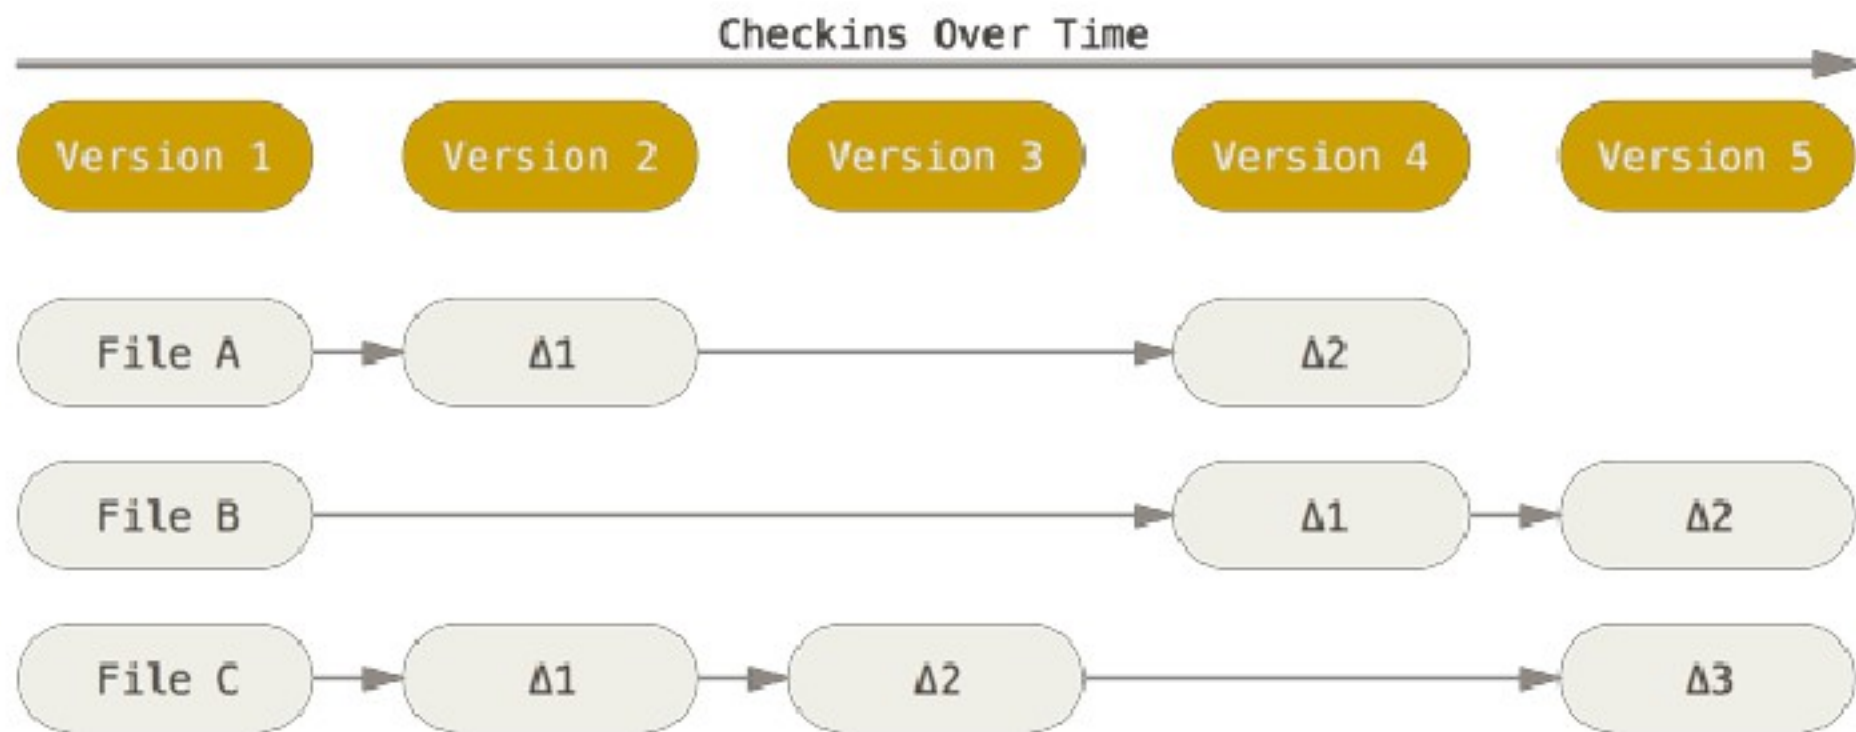 Checkins Over Time
Version 1 Version 2 Version 3 Version 4 Version 5
File A Δ1 Δ2
File B Δ1 Δ2
File C Δ1 Δ2 Δ3